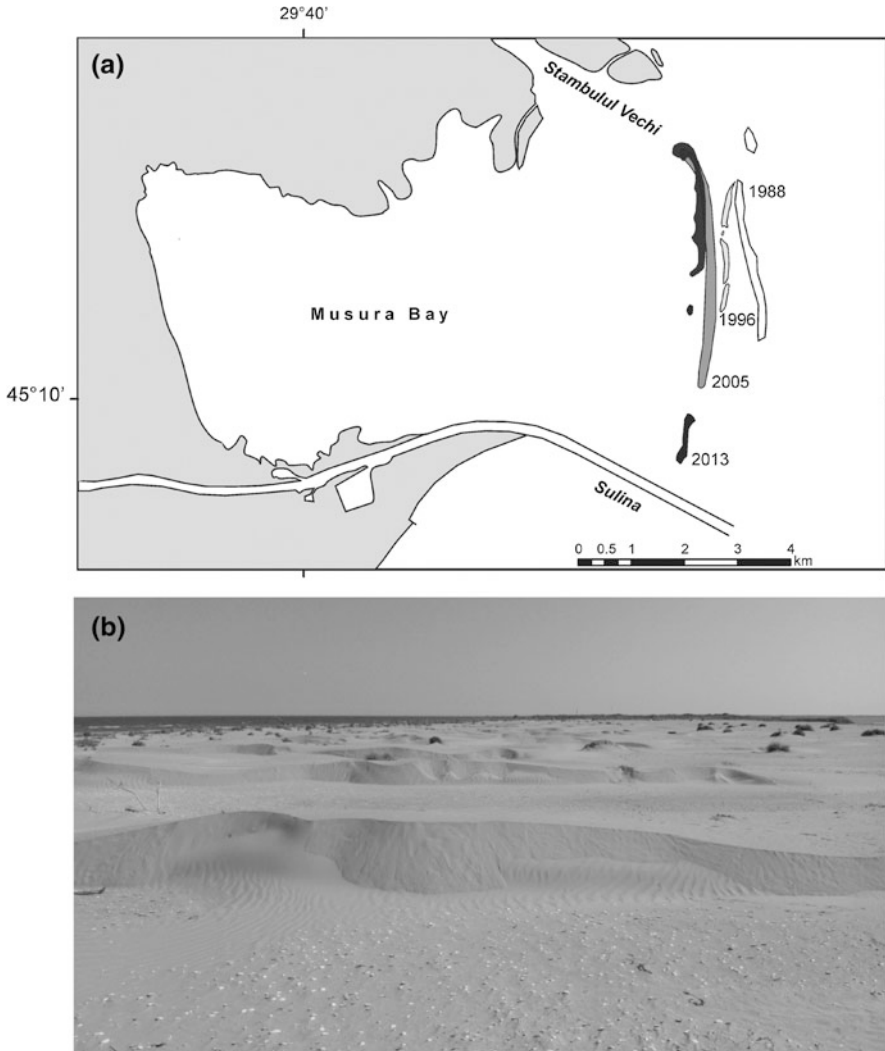 29°40'
(a)
Stambulul Vechi
1988
Musura Bay
1996
45°10'
2005
2013
Sulina
0 0.5 1 2 3 4
km
(b)